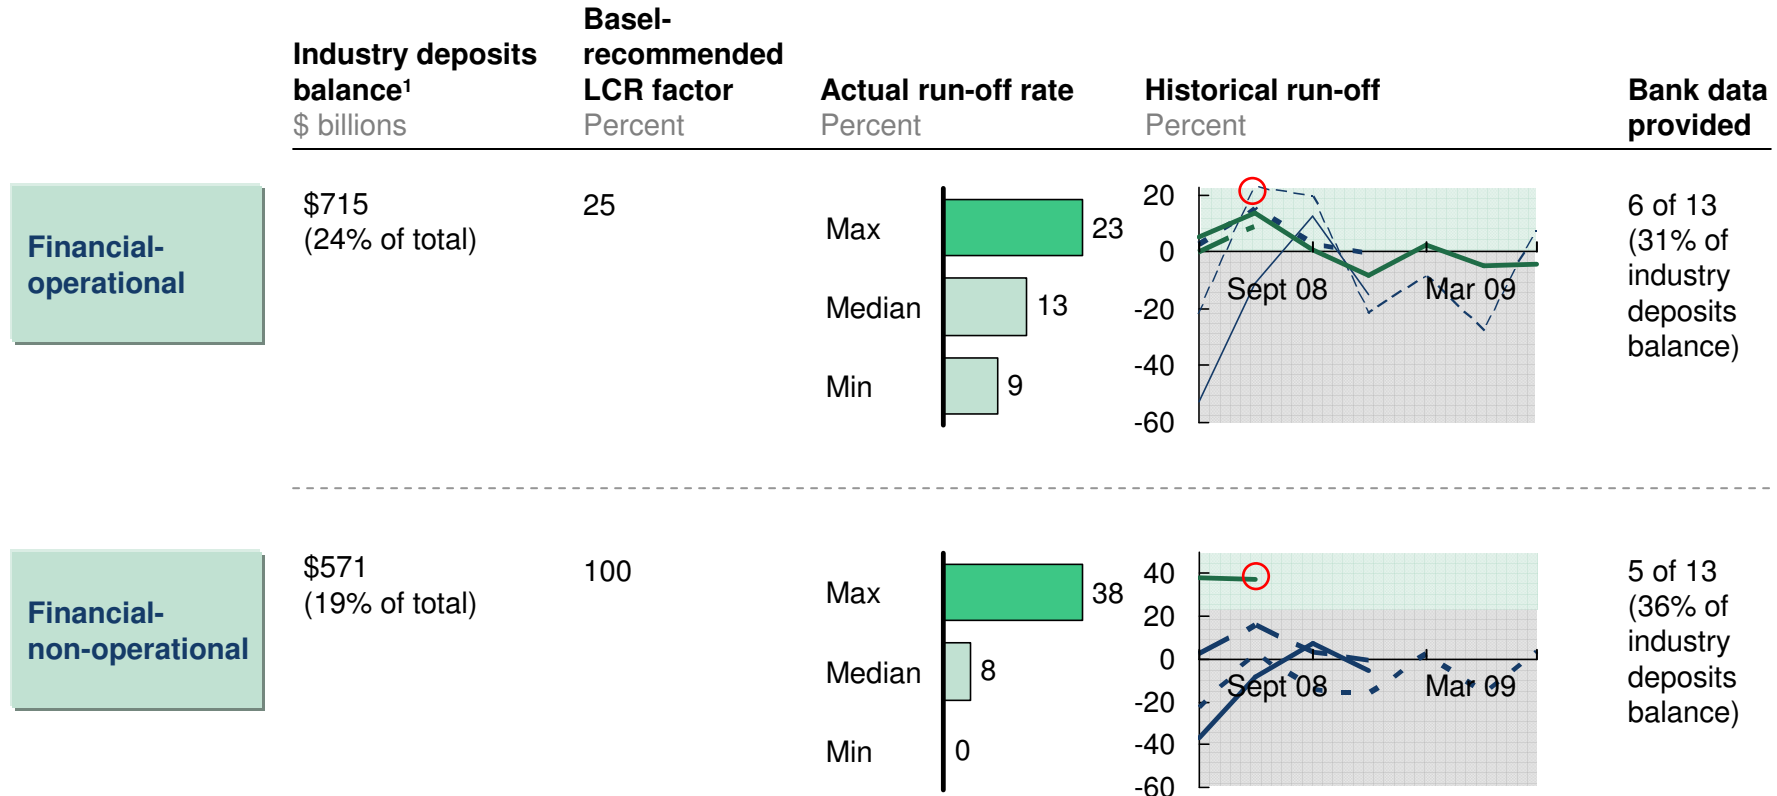 Industry deposits
balance¹
$ billions
Basel-
recommended
LCR factor
Percent
Actual run-off rate
Percent
Historical run-off
Percent
Bank data
provided
Financial-
operational
$715
(24% of total)
25
Max
23
Median
13
Min
9
20
0
-20
-40
-60
Sept 08
Mar 09
6 of 13
(31% of
industry
deposits
balance)
Financial-
non-operational
$571
(19% of total)
100
Max
38
Median
8
Min
0
40
20
0
-20
-40
-60
Sept 08
Mar 09
5 of 13
(36% of
industry
deposits
balance)